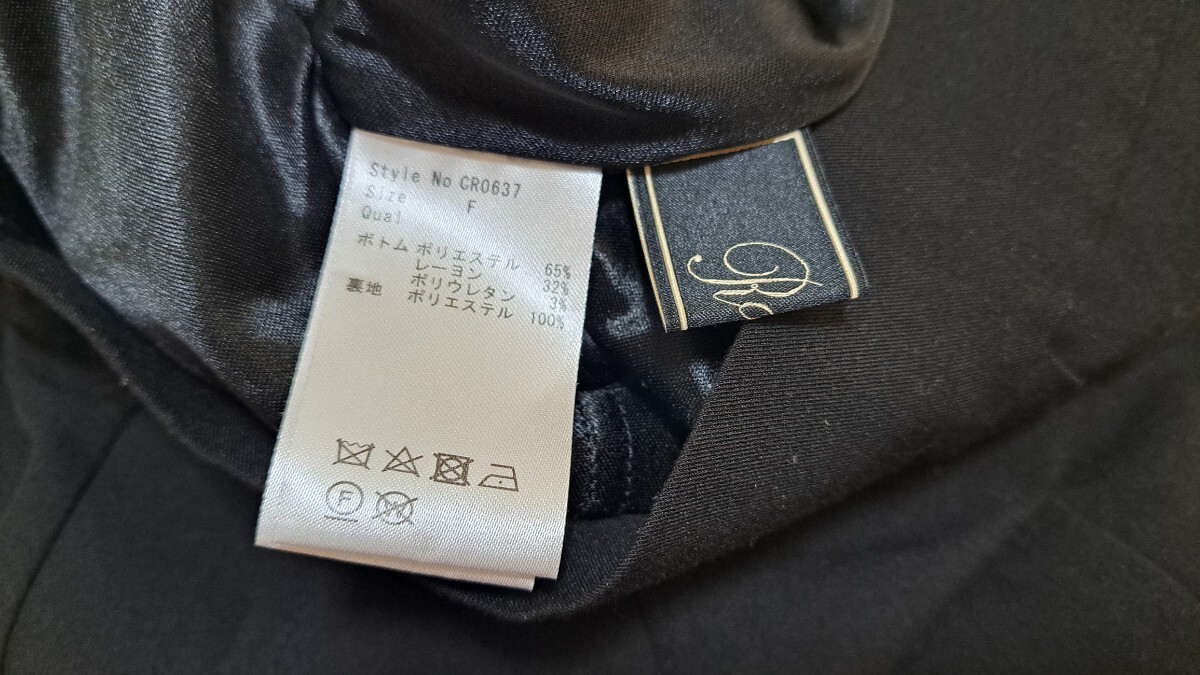 Style No CR0637
Size F
Qual
ボトム ポリエステル 65%
レーヨン 32%
ポリウレタン 3%
裏地 ポリエステル 100%
F
W